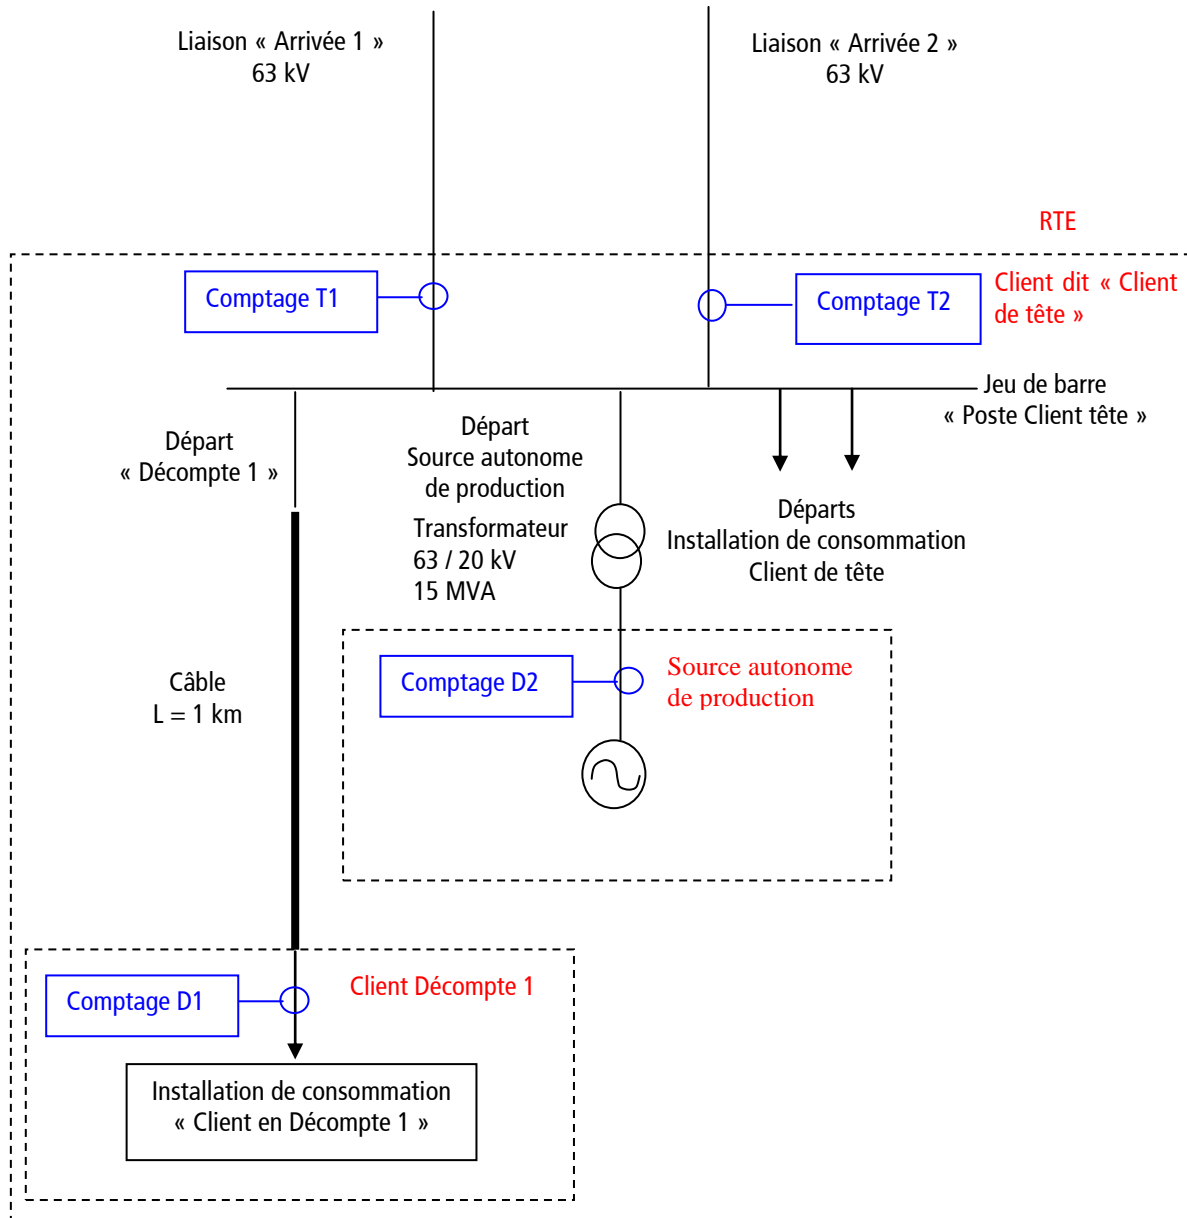 Liaison « Arrivée 1 »
63 kV
Liaison « Arrivée 2 »
63 kV
RTE
Comptage T1
Comptage T2
Client dit « Client
de tête »
Jeu de barre
« Poste Client tête »
Départ
« Décompte 1 »
Départ
Source autonome
de production
Transformateur
63 / 20 kV
15 MVA
Départs
Installation de consommation
Client de tête
Câble
L = 1 km
Comptage D2
Source autonome
de production
Comptage D1
Client Décompte 1
Installation de consommation
« Client en Décompte 1 »